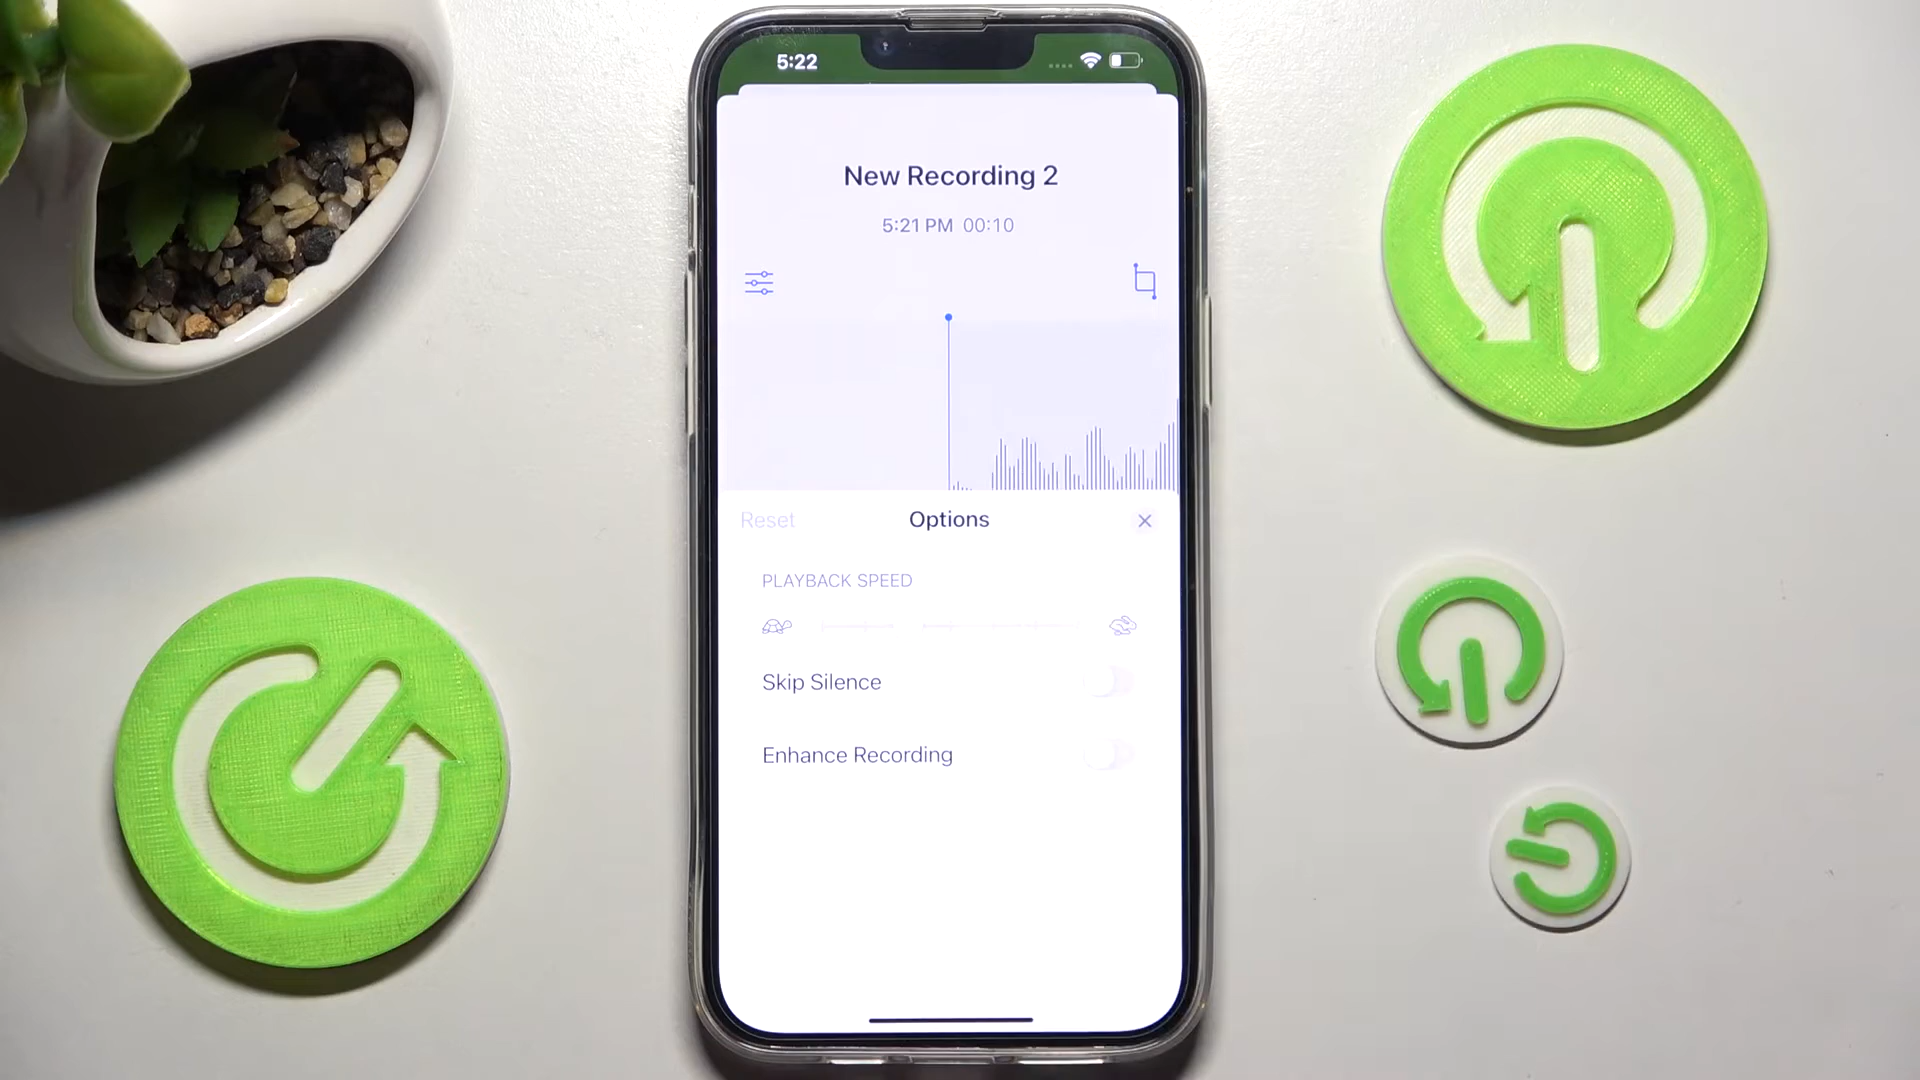 5:22
New Recording 2
5:21 PM 00:10
Reset
Options
PLAYBACK SPEED
Skip Silence
Enhance Recording